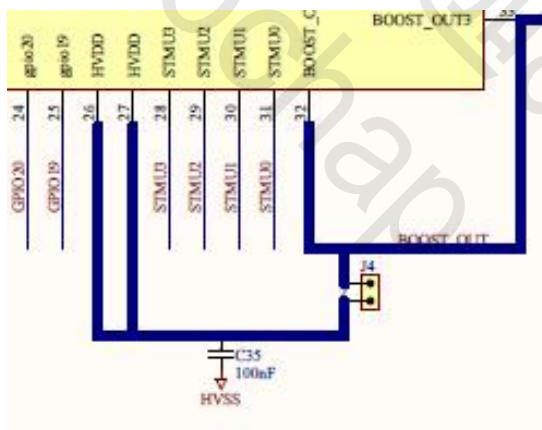 BOOST_OUT3
33
gpio20
gpio19
HVDD
HVDD
STMU3
STMU2
STMU1
STMU0
24
25
26
27
28
29
30
31
32
GPIO20
GPIO19
STMU3
STMU2
STMU1
STMU0
BOOST_OUT
J4
C35
100nF
HVSS